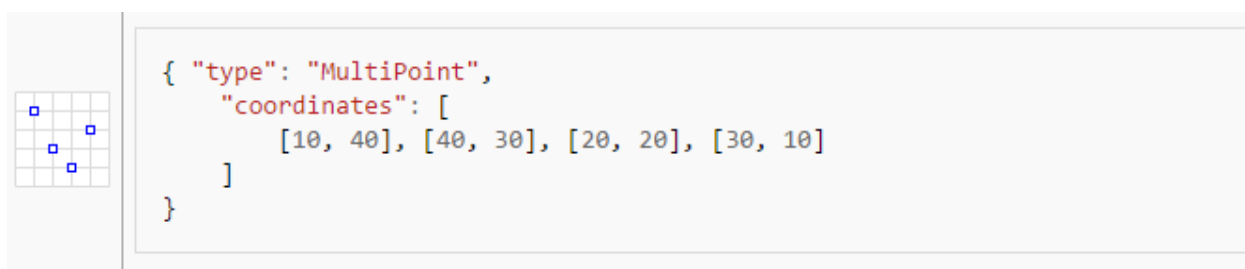 { "type": "MultiPoint",
    "coordinates": [
        [10, 40], [40, 30], [20, 20], [30, 10]
    ]
}